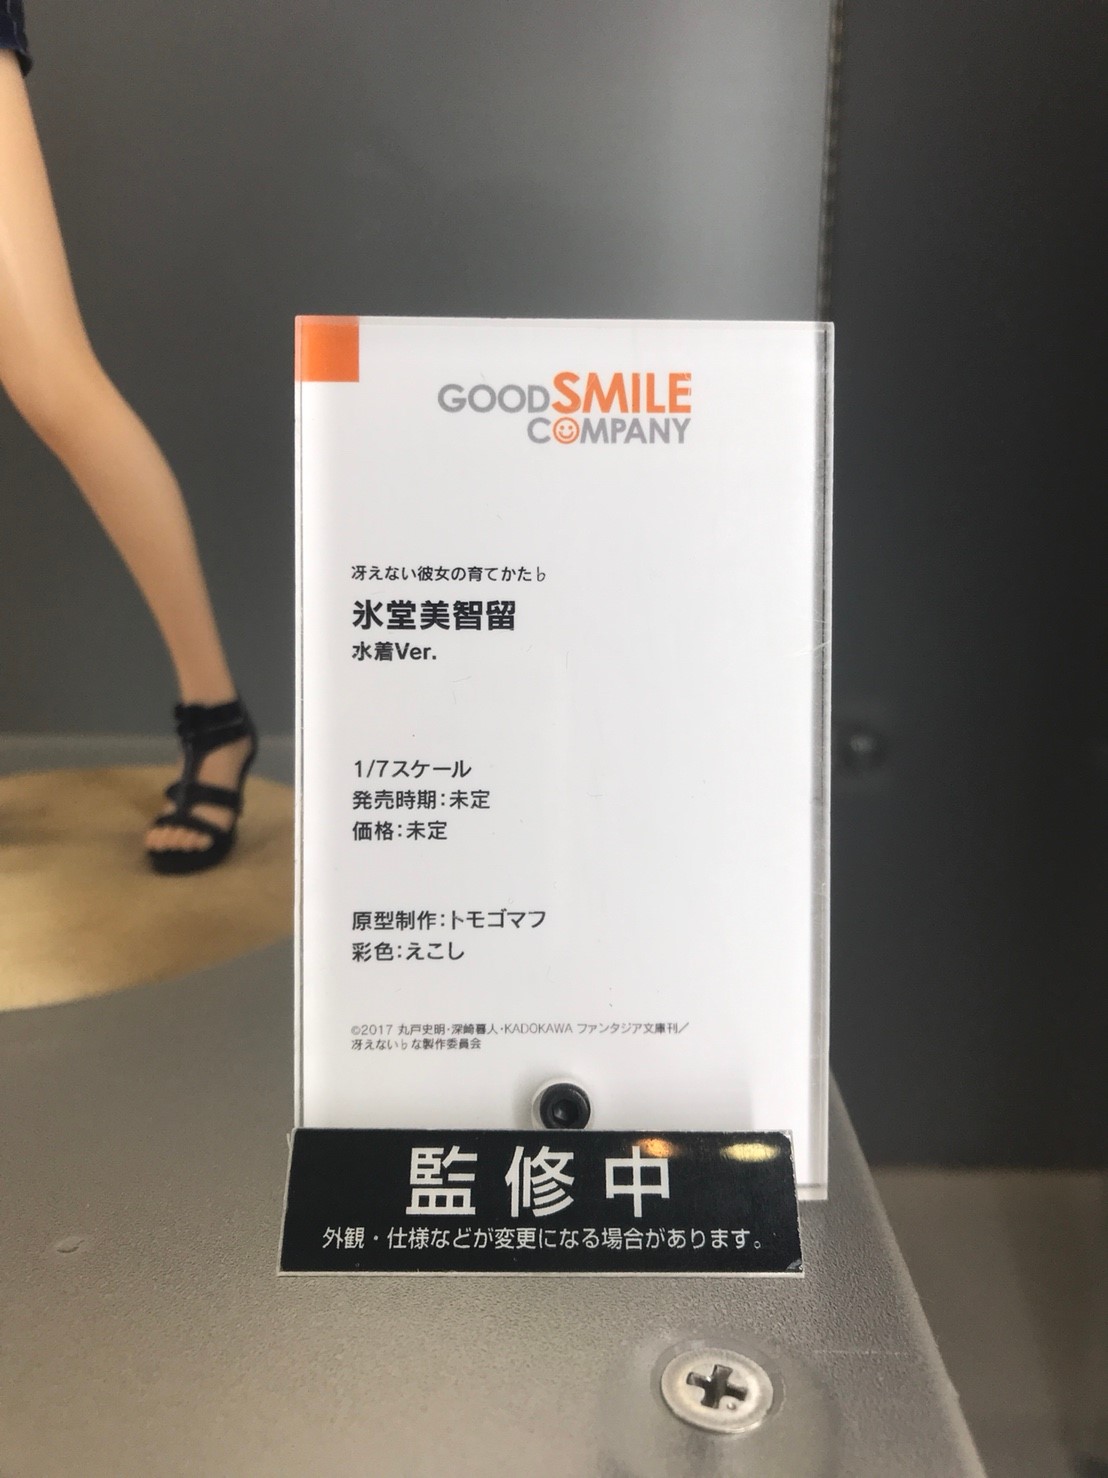 GOOD SMILE
COMPANY
冴えない彼女の育てかた♭
氷堂美智留
水着Ver.
1/7スケール
発売時期：未定
価格：未定
原型制作：トモゴマフ
彩色：えこし
©2017 丸戸史明・深崎暮人・KADOKAWA ファンタジア文庫刊／
冴えない♭な製作委員会
監修中
外観・仕様などが変更になる場合があります。